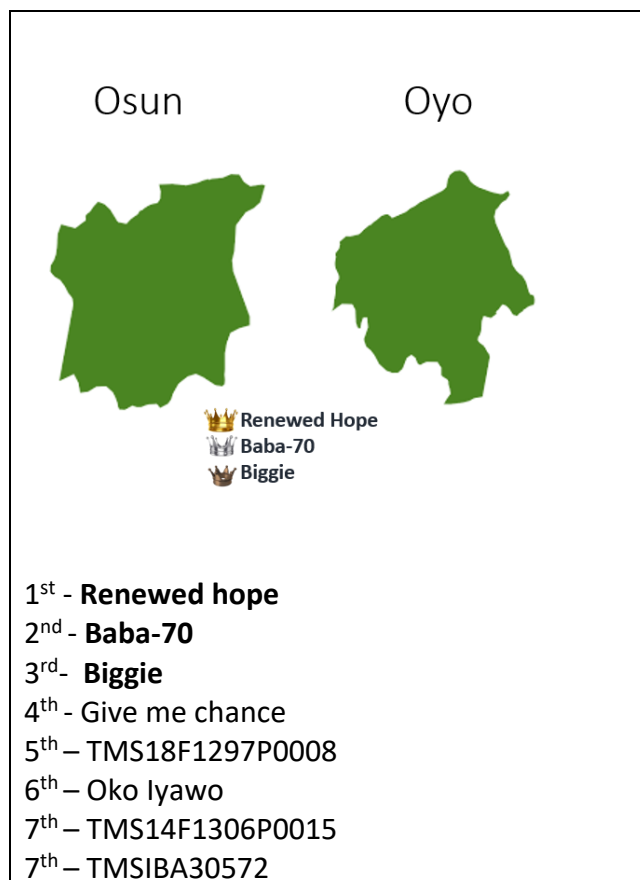 Osun
Oyo
Renewed Hope
Baba-70
Biggie
1st - Renewed hope
2nd - Baba-70
3rd- Biggie
4th - Give me chance
5th – TMS18F1297P0008
6th – Oko Iyawo
7th – TMS14F1306P0015
7th – TMSIBA30572